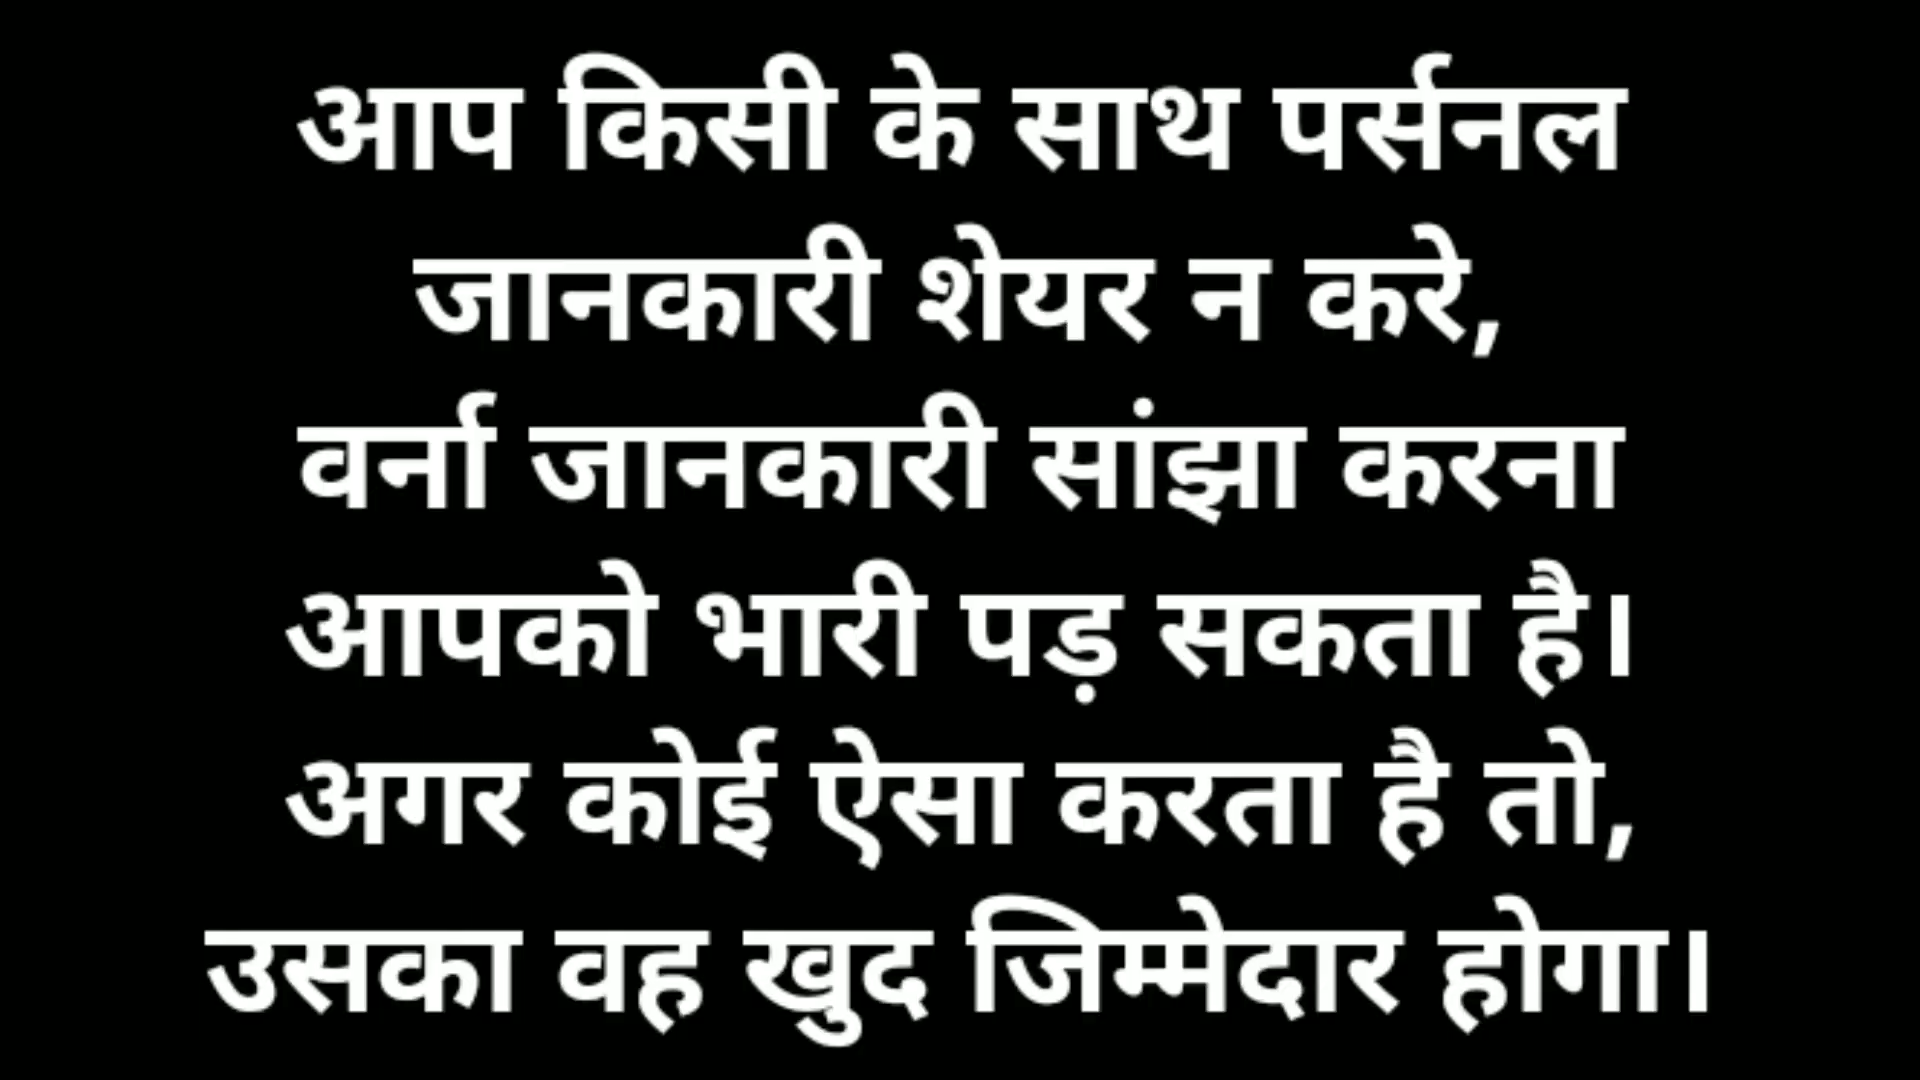 आप किसी के साथ पर्सनल
जानकारी शेयर न करे,
वर्ना जानकारी सांझा करना
आपको भारी पड़ सकता है।
अगर कोई ऐसा करता है तो,
उसका वह खुद जिम्मेदार होगा।